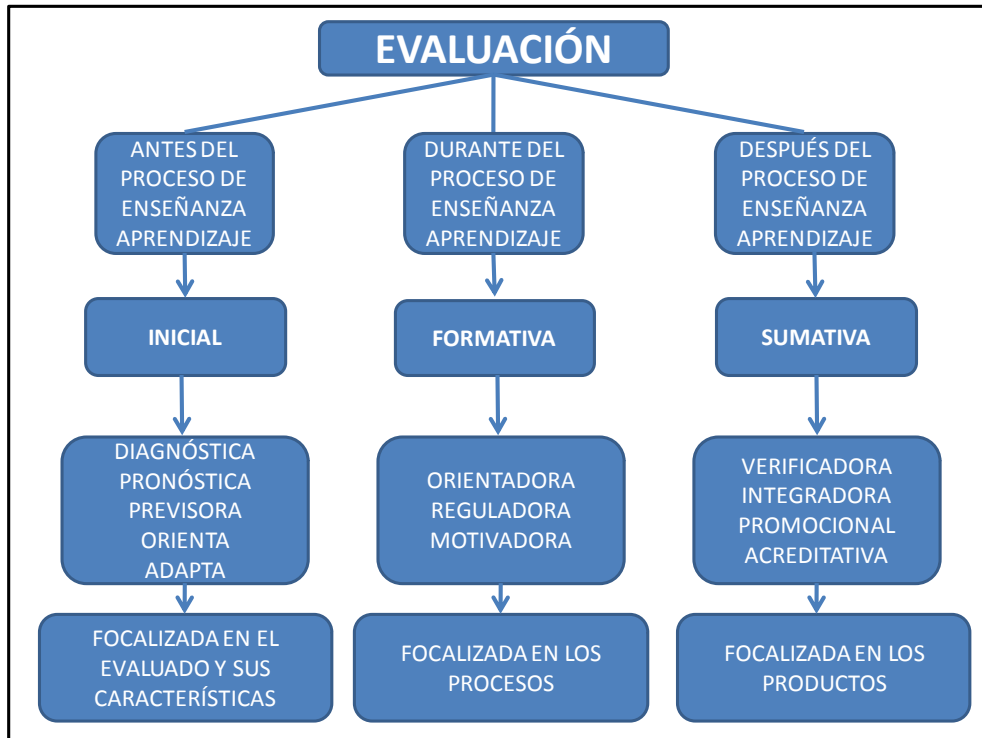 EVALUACIÓN
ANTES DEL
PROCESO DE
ENSEÑANZA
APRENDIZAJE
DURANTE DEL
PROCESO DE
ENSEÑANZA
APRENDIZAJE
DESPUÉS DEL
PROCESO DE
ENSEÑANZA
APRENDIZAJE
INICIAL
FORMATIVA
SUMATIVA
DIAGNÓSTICA
PRONÓSTICA
PREVISORA
ORIENTA
ADAPTA
ORIENTADORA
REGULADORA
MOTIVADORA
VERIFICADORA
INTEGRADORA
PROMOCIONAL
ACREDITATIVA
FOCALIZADA EN EL
EVALUADO Y SUS
CARACTERÍSTICAS
FOCALIZADA EN LOS
PROCESOS
FOCALIZADA EN LOS
PRODUCTOS